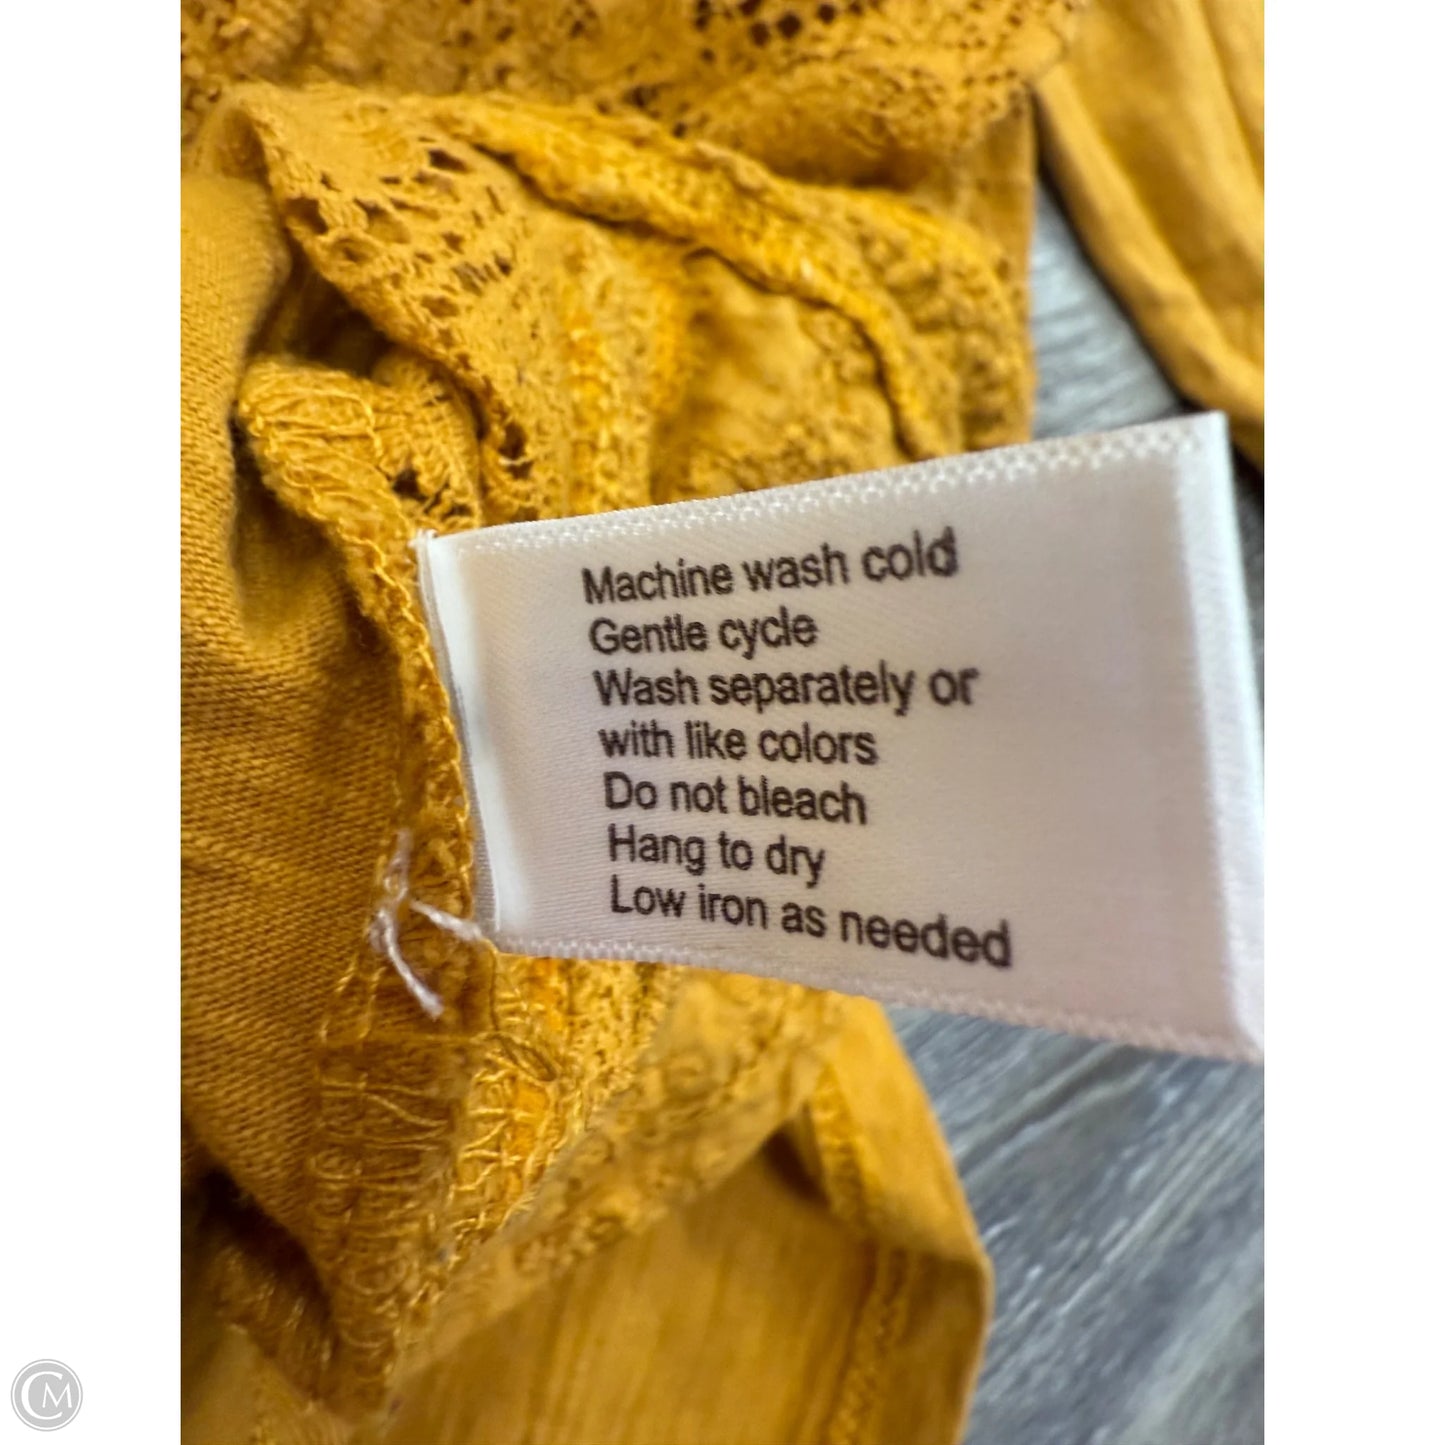 Machine wash cold
Gentle cycle
Wash separately or
with like colors
Do not bleach
Hang to dry
Low iron as needed
CM